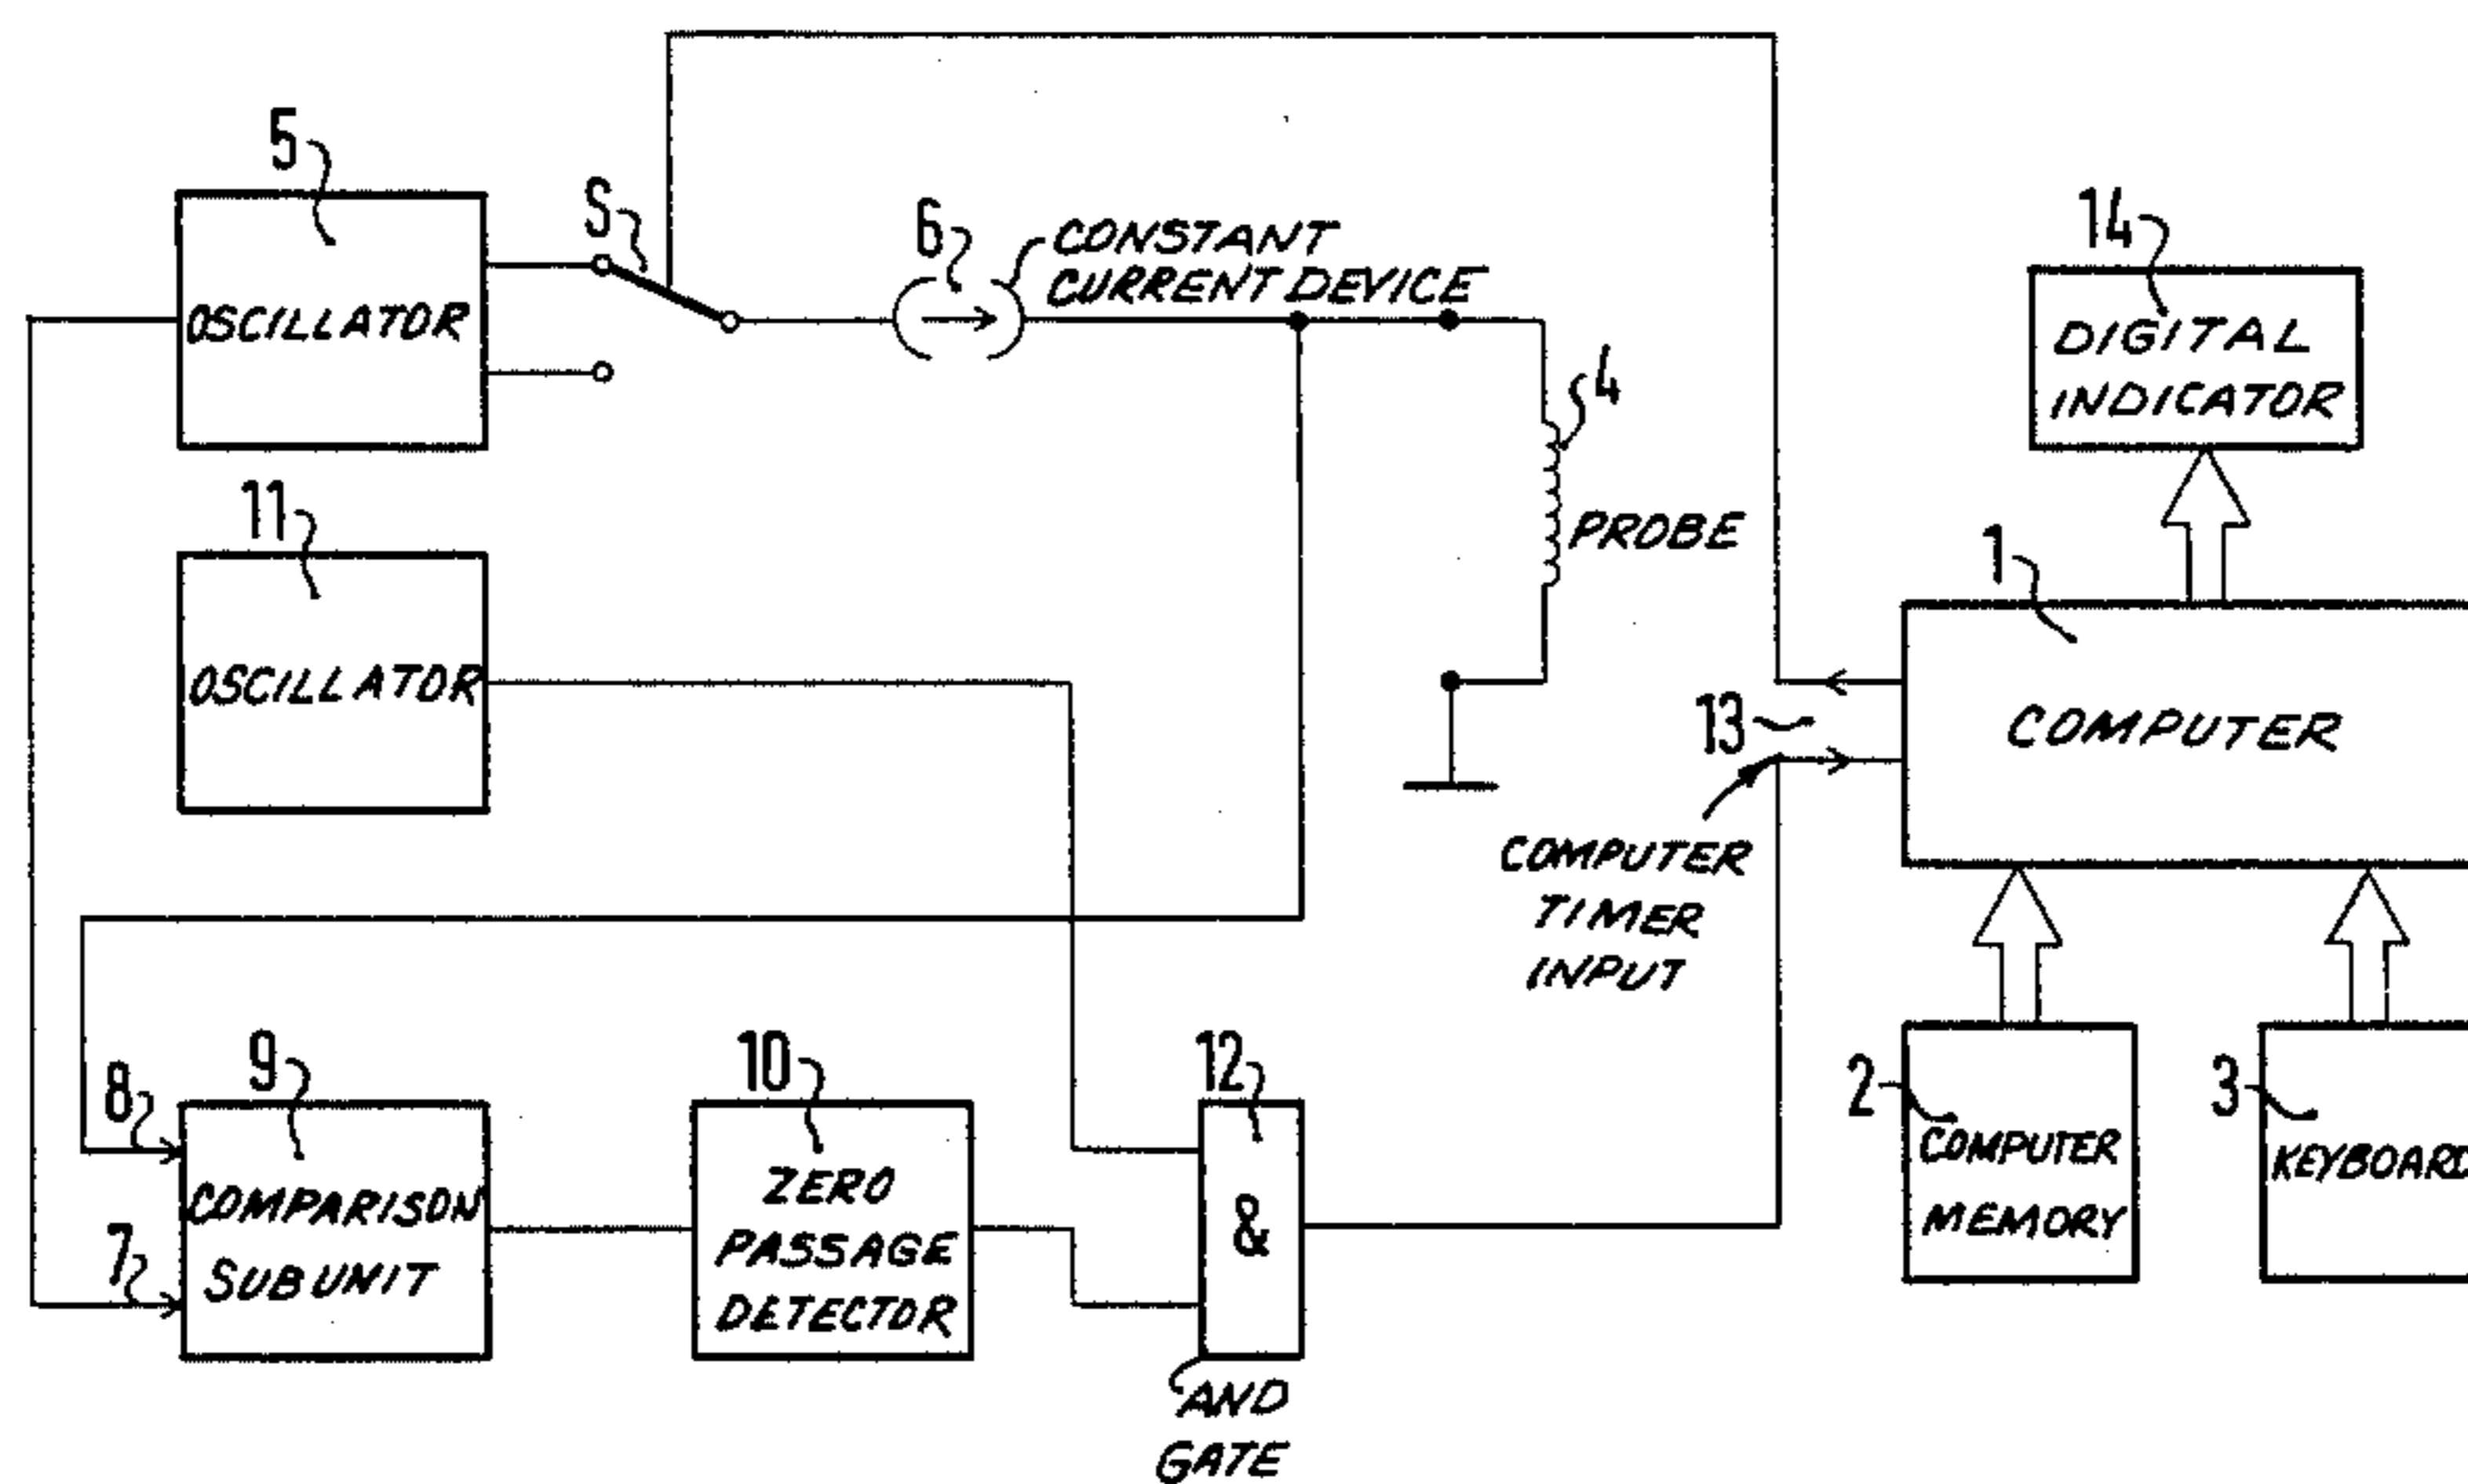 5
OSCILLATOR
S
6
CONSTANT
CURRENT DEVICE
14
DIGITAL
INDICATOR
11
OSCILLATOR
4
PROBE
1
COMPUTER
13
COMPUTER
TIMER
INPUT
8
7
9
COMPARISON
SUBUNIT
10
ZERO
PASSAGE
DETECTOR
12
&
AND
GATE
2
COMPUTER
MEMORY
3
KEYBOARD